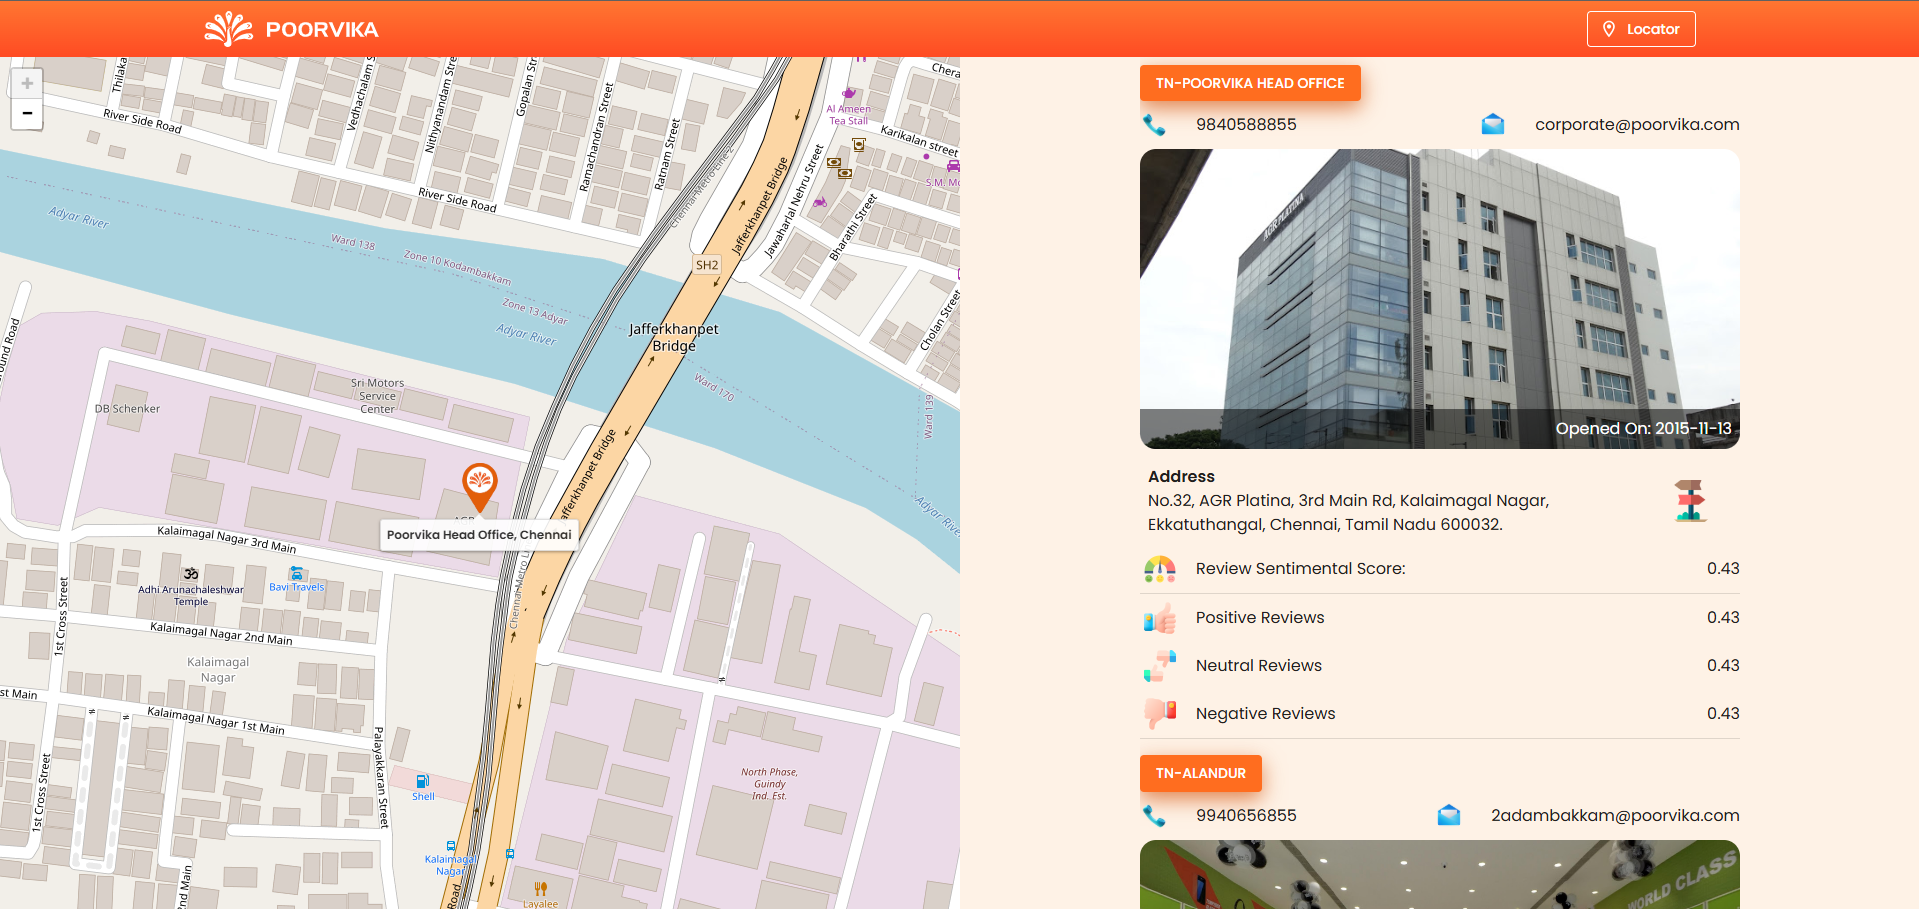 POORVIKA
Locator
Thilaka
Vedhachalam S
Nithyanandam Stre
Gopalan Str
Ramachandran Street
Ratnam Street
River Side Road
River Side Road
Chennai-Metro-Line 2
Jafferkhanpet Bridge
Jawaharlal Nehru Street
Bharathi Street
Al Ameen
Tea Stall
Chera
Karikalan street
S.M. Mo
Cholan Street
Adyar River
Ward 138
Zone 10 Kodambakkam
Zone 13 Adyar
Adyar River
SH2
Jafferkhanpet
Bridge
Ward 170
Ward 139
Adyar Rive
ound Road
Sri Motors
Service
Center
DB Schenker
Jafferkhanpet Bridge
Poorvika Head Office, Chennai
Kalaimagal Nagar 3rd Main
Adhi Arunachaleshwar
Temple
Bavi Travels
Chennai Metro Li
1st Cross Street
Kalaimagal Nagar 2nd Main
Kalaimagal
Nagar
st Main
Kalaimagal Nagar 1st Main
Palayakkaran Street
1st Cross Street
Shell
North Phase,
Guindy
Ind. Est.
Kalaimagal
Nagar
nd Main
Road
Layalee
TN-POORVIKA HEAD OFFICE
9840588855
corporate@poorvika.com
AGR PLATINA
Opened On: 2015-11-13
Address
No.32, AGR Platina, 3rd Main Rd, Kalaimagal Nagar,
Ekkatuthangal, Chennai, Tamil Nadu 600032.
Review Sentimental Score: 0.43
Positive Reviews 0.43
Neutral Reviews 0.43
Negative Reviews 0.43
TN-ALANDUR
9940656855
2adambakkam@poorvika.com
WORLD CLASS